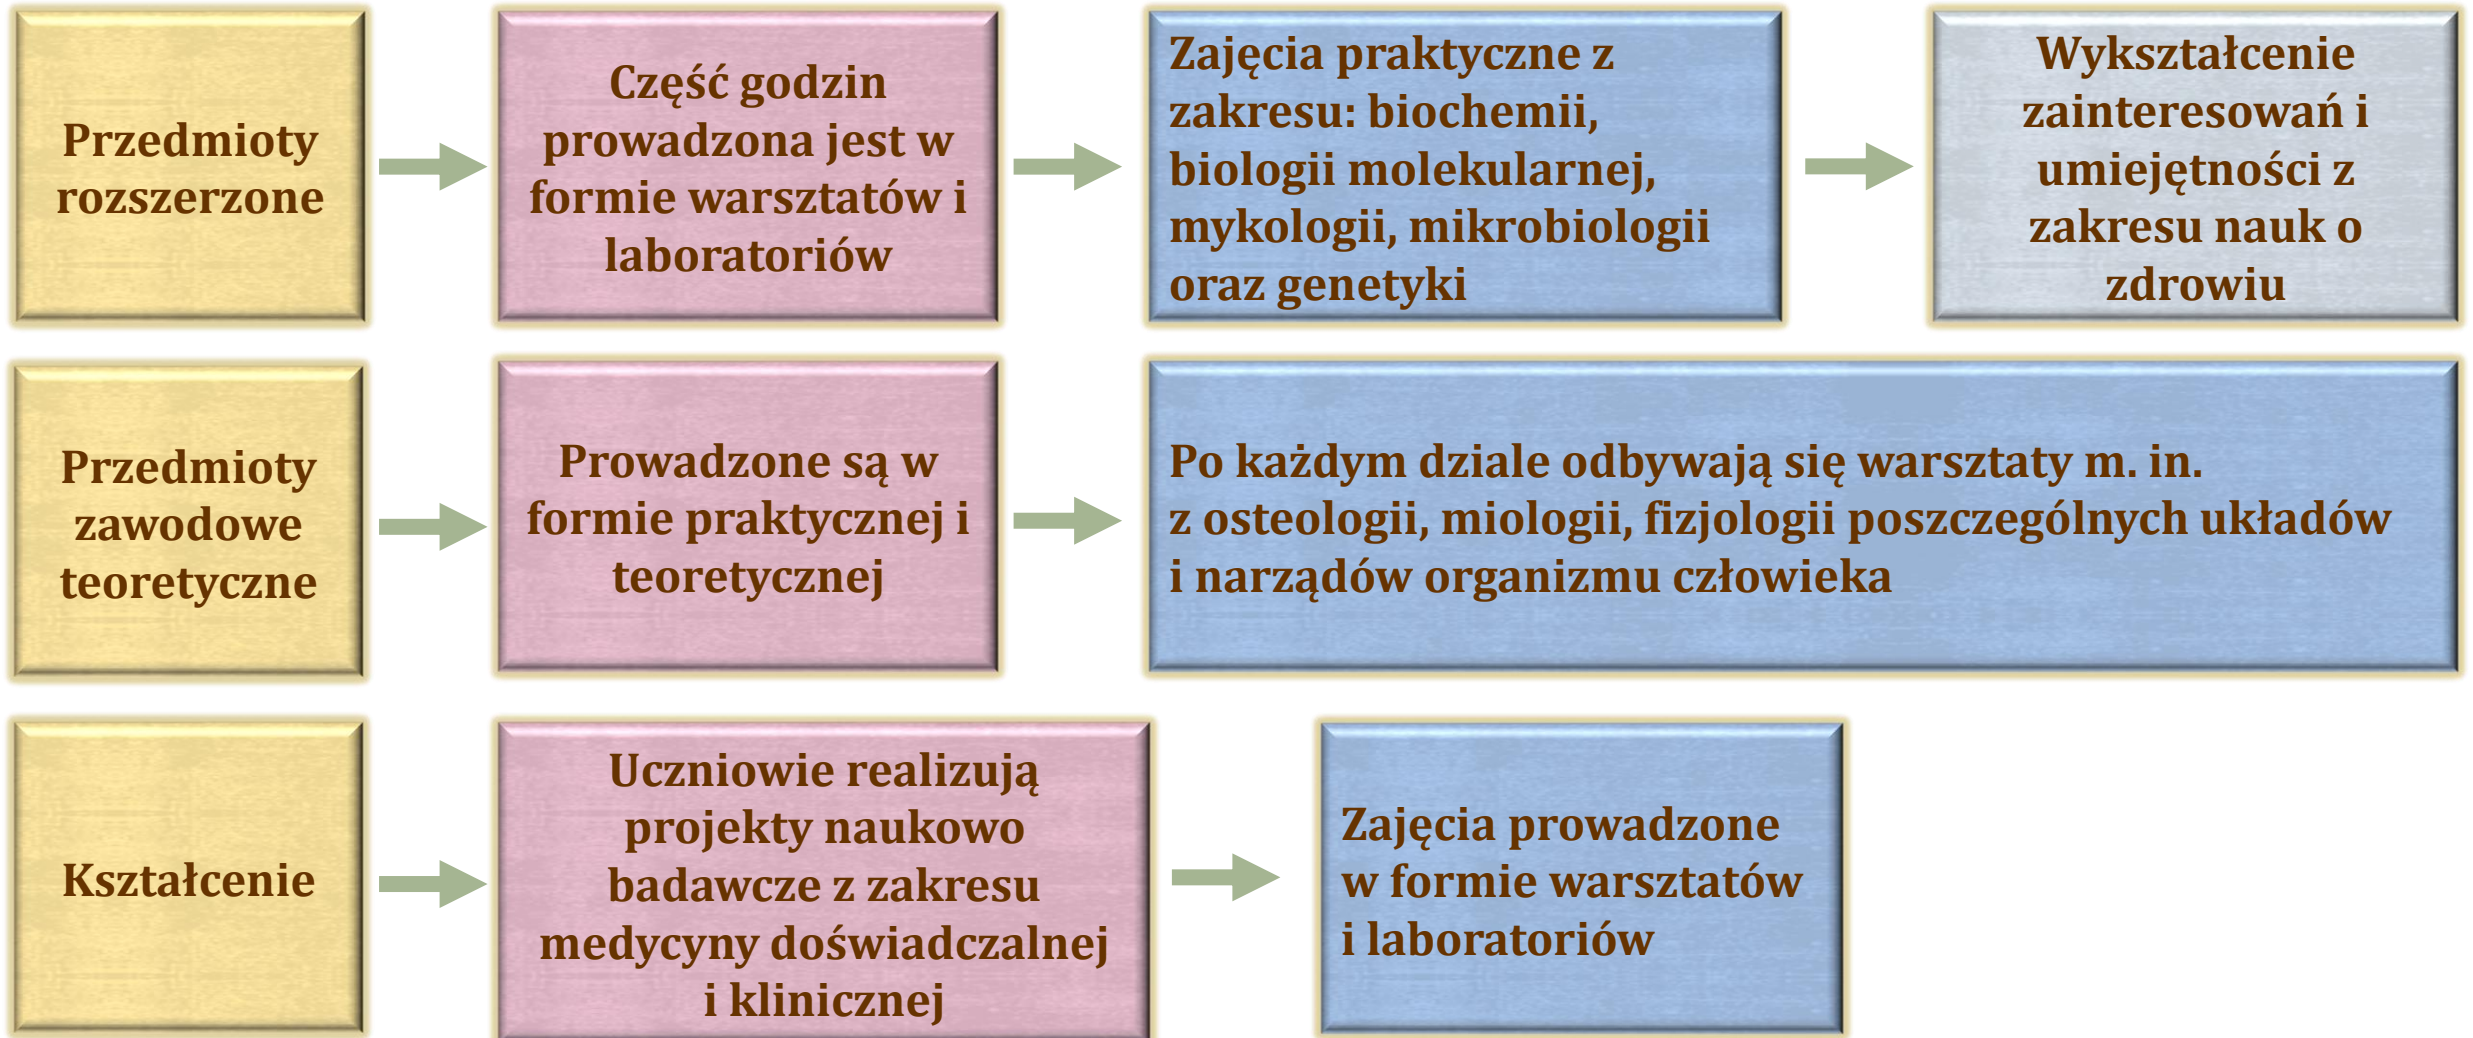 Przedmioty
rozszerzone
Część godzin
prowadzona jest w
formie warsztatów i
laboratoriów
Zajęcia praktyczne z
zakresu: biochemii,
biologii molekularnej,
mykologii, mikrobiologii
oraz genetyki
Wykształcenie
zainteresowań i
umiejętności z
zakresu nauk o
zdrowiu
Przedmioty
zawodowe
teoretyczne
Prowadzone są w
formie praktycznej i
teoretycznej
Po każdym dziale odbywają się warsztaty m. in.
z osteologii, miologii, fizjologii poszczególnych układów
i narządów organizmu człowieka
Kształcenie
Uczniowie realizują
projekty naukowo
badawcze z zakresu
medycyny doświadczalnej
i klinicznej
Zajęcia prowadzone
w formie warsztatów
i laboratoriów